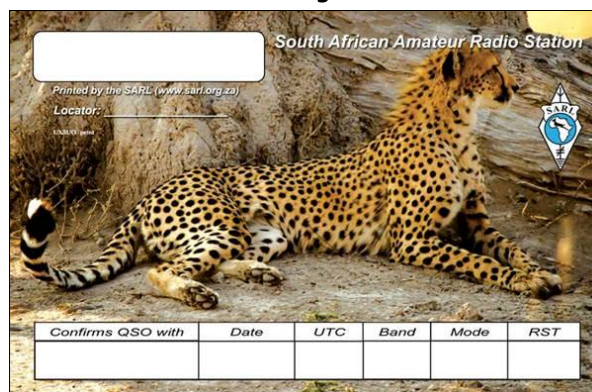 South African Amateur Radio Station
Printed by the SARL (www.sarl.org.za)
Locator:
SARL
Confirms QSO with Date UTC Band Mode RST